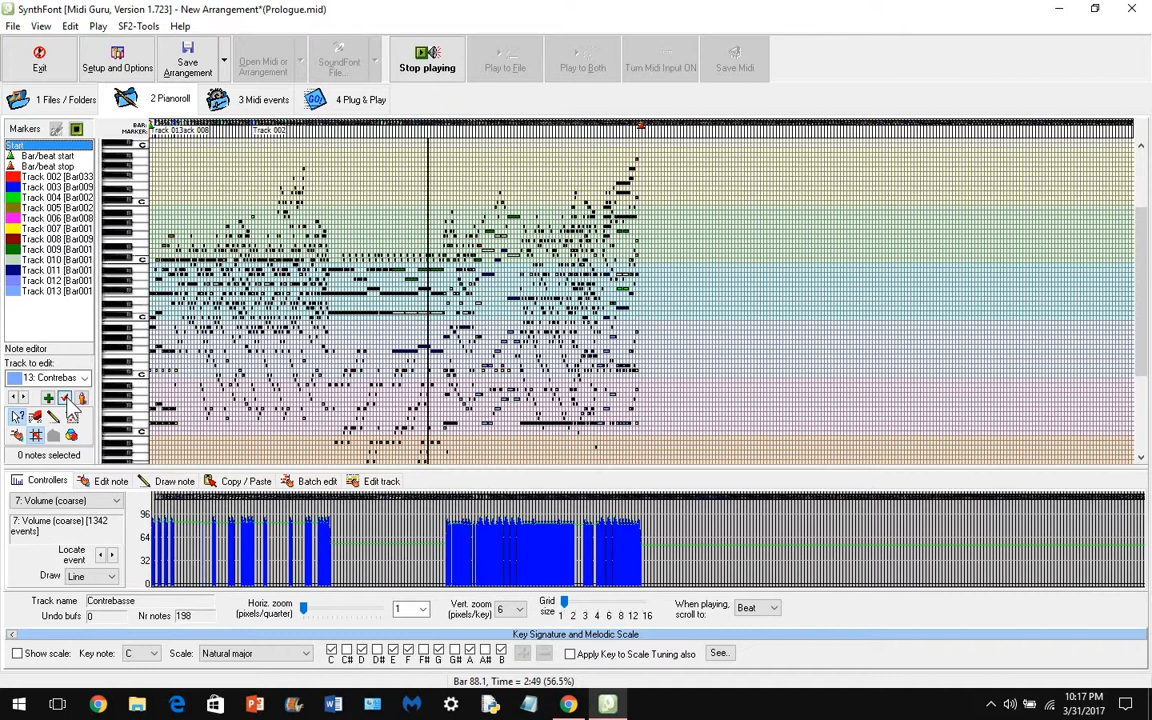 SynthFont [Midi Guru, Version 1.723] - New Arrangement*(Prologue.mid)
File View Edit Play SF2-Tools Help
Exit
Setup and Options
Save Arrangement
Open Midi or Arrangement
SoundFont File...
Stop playing
Play to File
Play to Both
Turn Midi Input ON
Save Midi
1 Files / Folders
2 Pianoroll
3 Midi events
4 Plug & Play
Markers
BAR:
MARKER:
Track 013ack 008
Track 002
Start
Bar/beat start
Bar/beat stop
Track 002 [Bar033
Track 003 [Bar009
Track 004 [Bar002
Track 005 [Bar002
Track 006 [Bar008
Track 007 [Bar001
Track 008 [Bar009
Track 009 [Bar001
Track 010 [Bar001
Track 011 [Bar001
Track 012 [Bar001
Track 013 [Bar001
C
C
C
C
C
C
Note editor
Track to edit:
13: Contrebas
0 notes selected
Controllers
Edit note
Draw note
Copy / Paste
Batch edit
Edit track
7: Volume (coarse)
7: Volume (coarse) [1342 events]
Locate event
Draw
Line
96
64
32
0
Track name
Contrebasse
Undo bufs
0
Nr notes
198
Horiz. zoom (pixels/quarter)
1
Vert. zoom (pixels/key)
6
Grid size
1 2 3 4 5 6 8 12 16
When playing, scroll to:
Beat
Key Signature and Melodic Scale
Show scale:
Key note:
C
Scale:
Natural major
C C# D D# E F F# G G# A A# B
Apply Key to Scale Tuning also
See..
Bar 88.1, Time = 2:49 (56.5%)
10:17 PM
3/31/2017